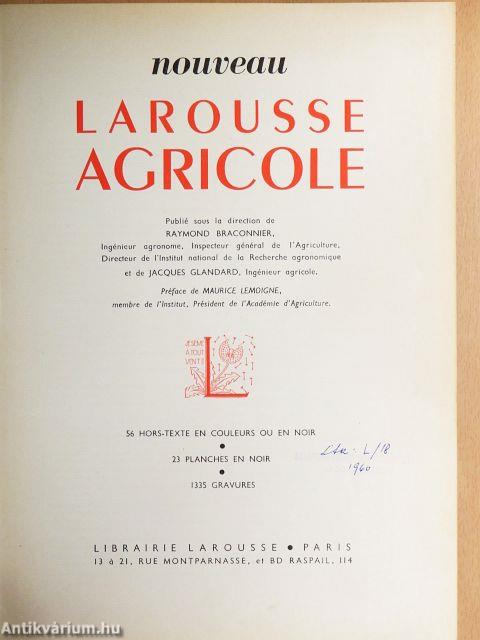 nouveau
LAROUSSE
AGRICOLE
Publié sous la direction de
RAYMOND BRACONNIER,
Ingénieur agronome, Inspecteur général de l'Agriculture,
Directeur de l'Institut national de la Recherche agronomique
et de JACQUES GLANDARD, Ingénieur agricole.
Préface de MAURICE LEMOIGNE,
membre de l'Institut, Président de l'Académie d'Agriculture.
JE SÈME
A TOUT
VENT
L
56 HORS-TEXTE EN COULEURS OU EN NOIR
●
23 PLANCHES EN NOIR
●
1335 GRAVURES
L/18
1960
LIBRAIRIE LAROUSSE ● PARIS
13 à 21, RUE MONTPARNASSE, et BD RASPAIL, 114
Antikvárium.hu